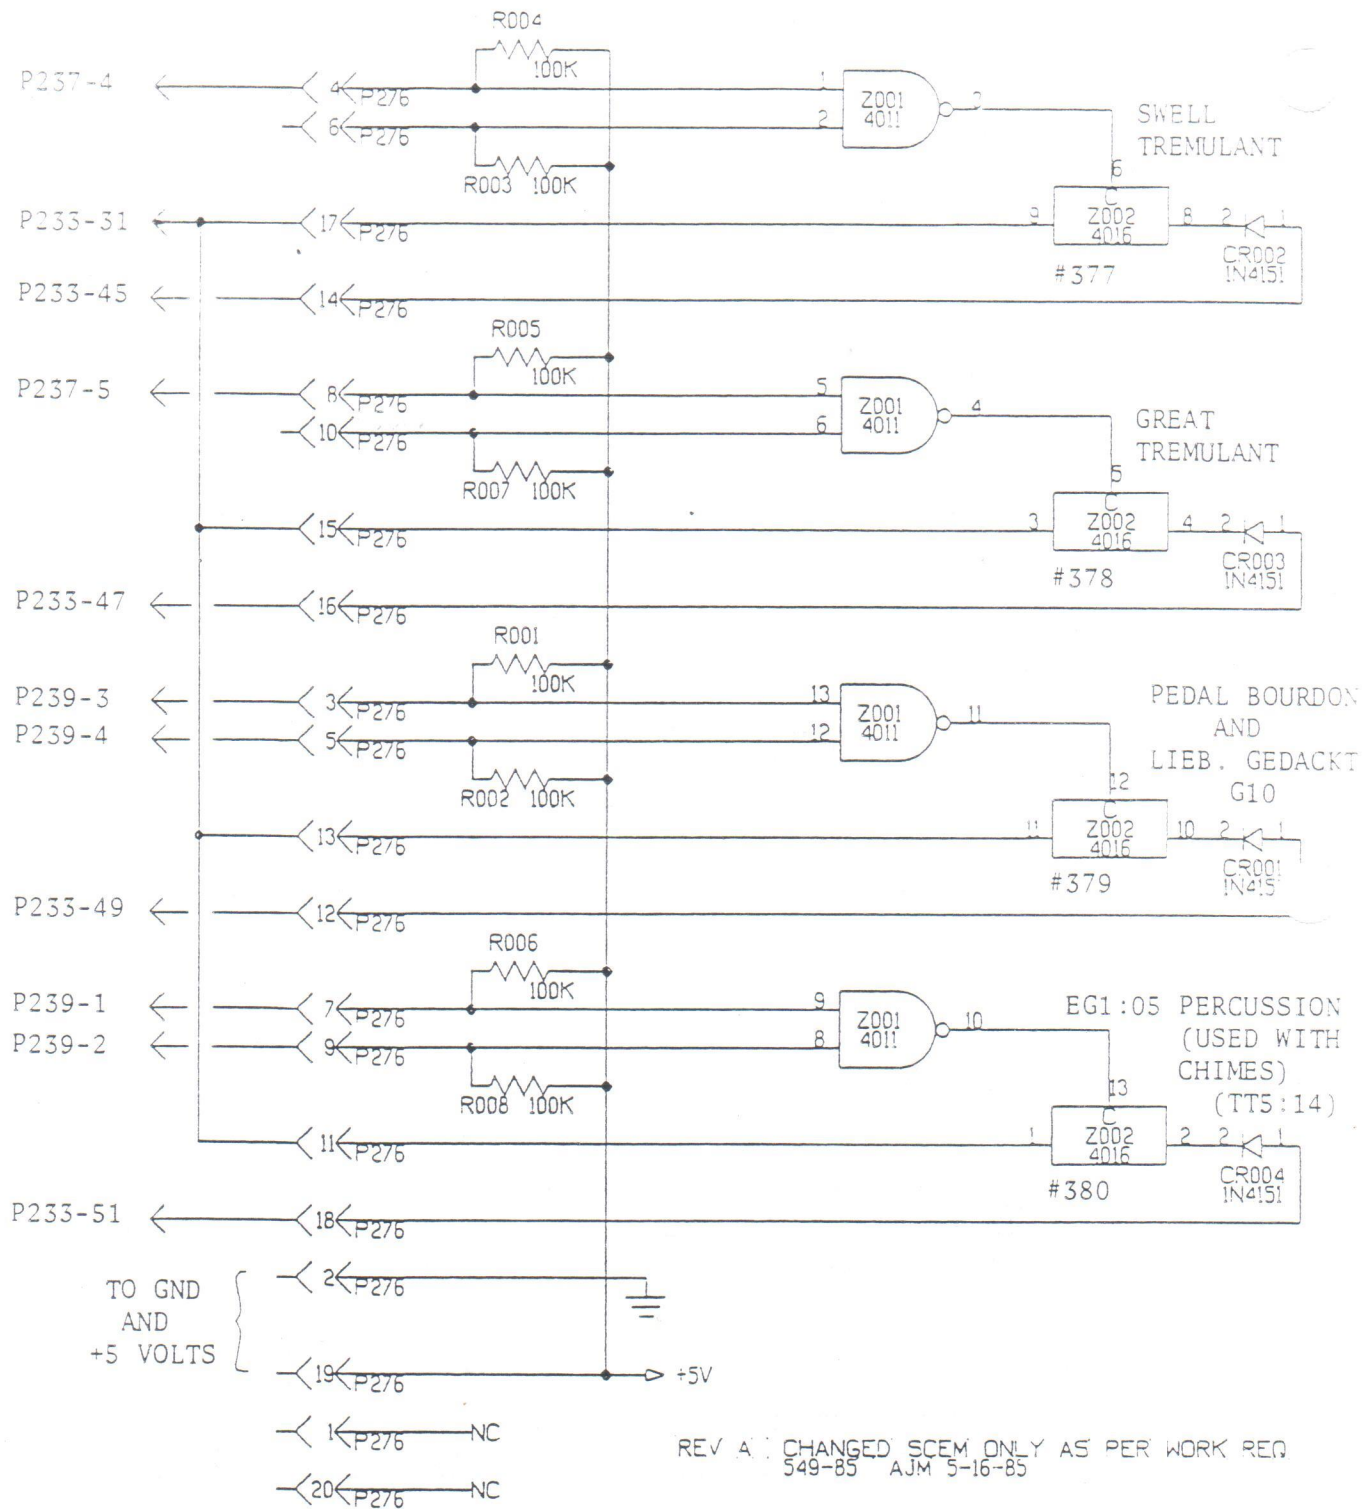 R004
100K
P237-4
4
P276
1
Z001
4011
3
SWELL
TREMULANT
6
P276
2
R003 100K
6
P233-31
17
P276
9
C
Z002
4016
8
2
1
CR002
1N4151
#377
P233-45
14
P276
R005
100K
P237-5
8
P276
5
Z001
4011
4
GREAT
TREMULANT
10
P276
6
R007 100K
5
15
P276
3
C
Z002
4016
4
2
1
CR003
1N4151
#378
P233-47
16
P276
R001
100K
P239-3
3
P276
13
Z001
4011
11
PEDAL BOURDON
AND
LIEB. GEDACKT
G10
P239-4
5
P276
12
R002 100K
12
13
P276
11
C
Z002
4016
10
2
1
CR001
1N415
#379
P233-49
12
P276
R006
100K
P239-1
7
P276
9
Z001
4011
10
EG1:05 PERCUSSION
(USED WITH
CHIMES)
(TT5:14)
P239-2
9
P276
8
R008 100K
13
11
P276
1
C
Z002
4016
2
2
1
CR004
1N4151
#380
P233-51
18
P276
TO GND
AND
+5 VOLTS
2
P276
19
P276
+5V
1
P276
NC
20
P276
NC
REV A : CHANGED SCEM ONLY AS PER WORK REQ
549-85 AJM 5-16-85